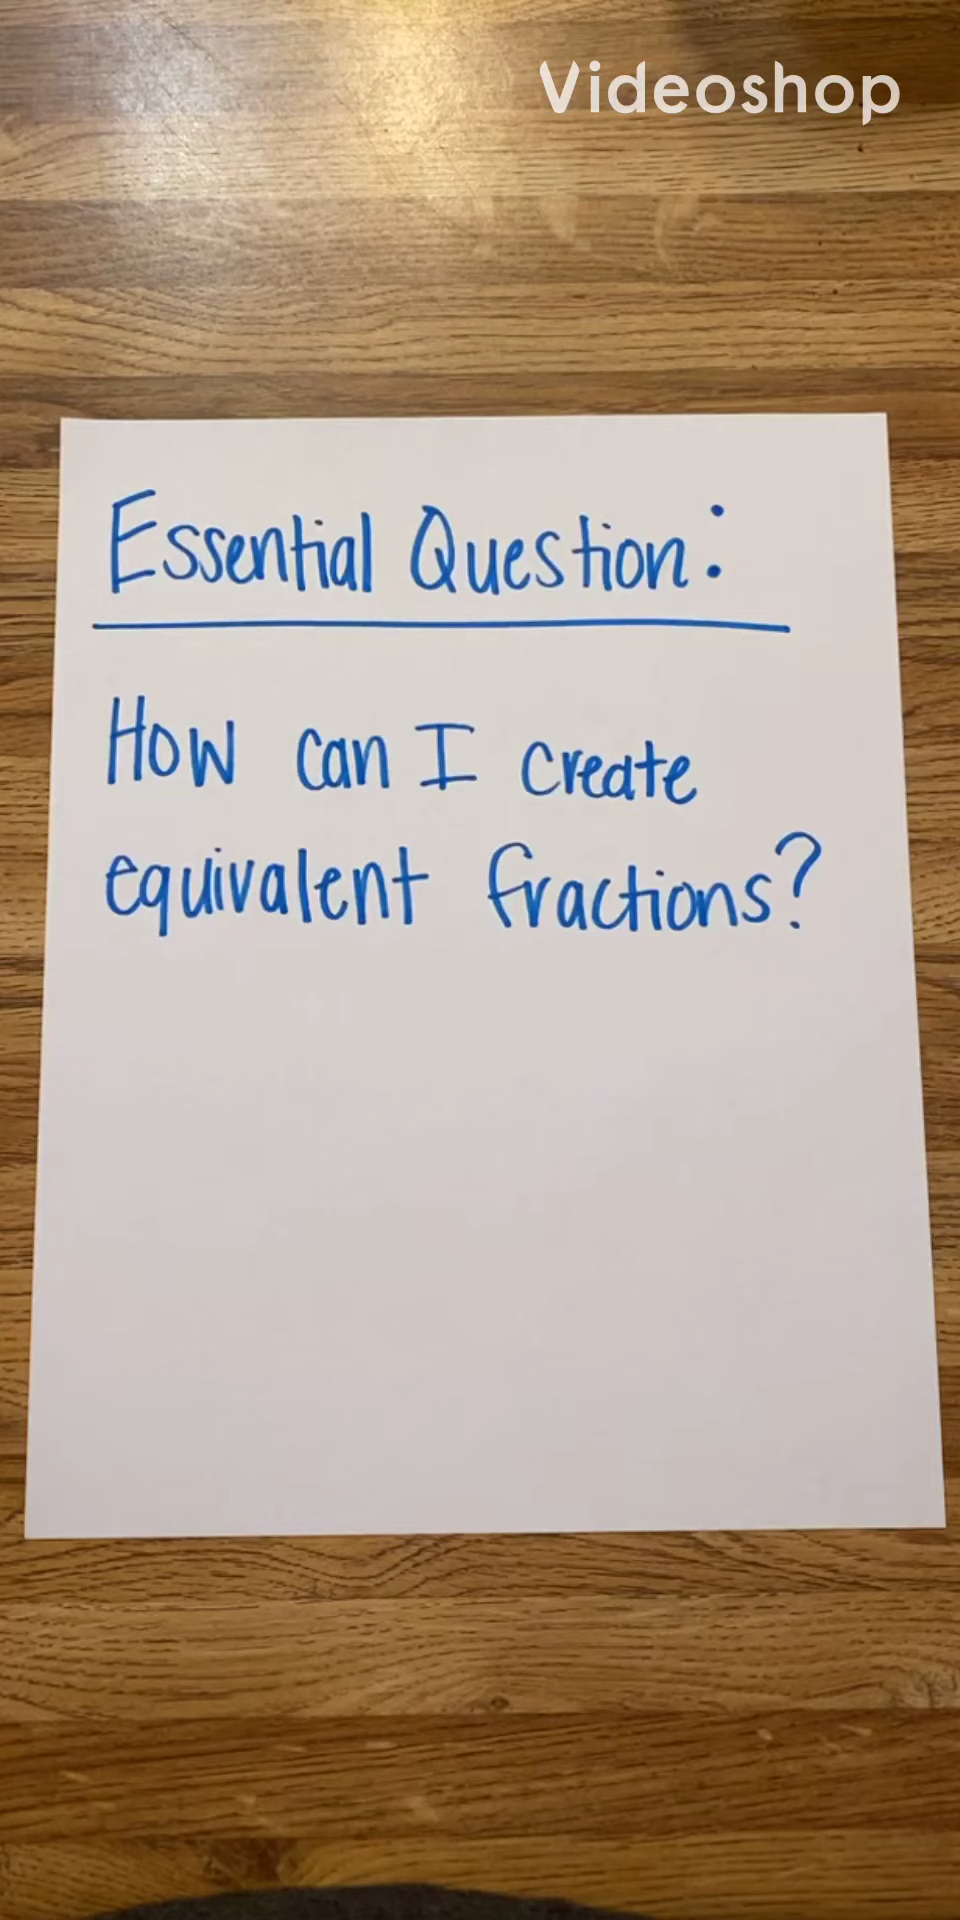 Videoshop
Essential Question:
How can I create
equivalent fractions?